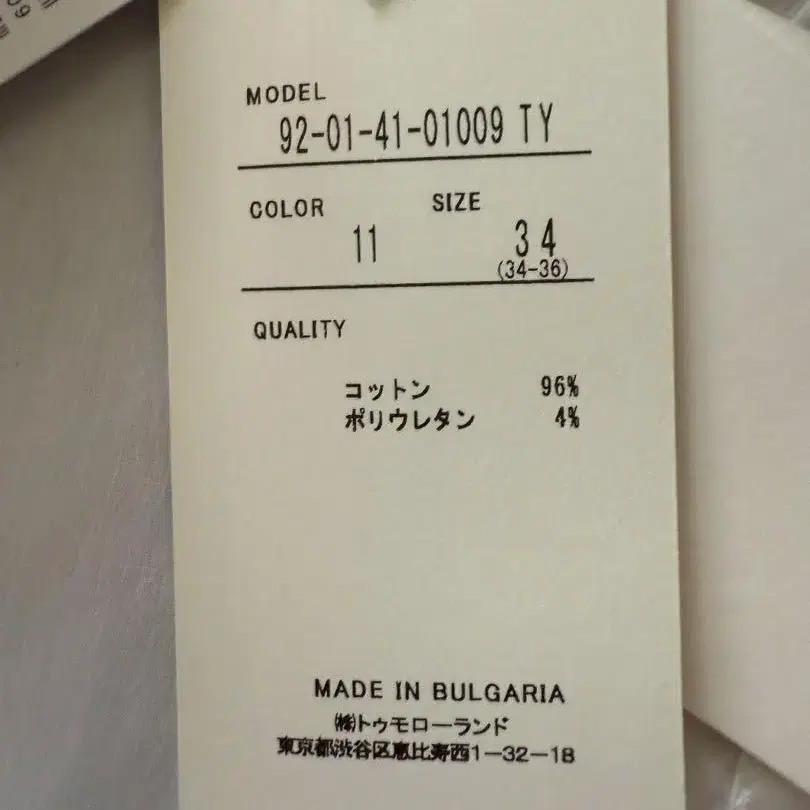 MODEL
92-01-41-01009 TY
COLOR
SIZE
11
34
(34-36)
QUALITY
コットン 96%
ポリウレタン 4%
MADE IN BULGARIA
㈱トゥモローランド
東京都渋谷区恵比寿西1-32-18